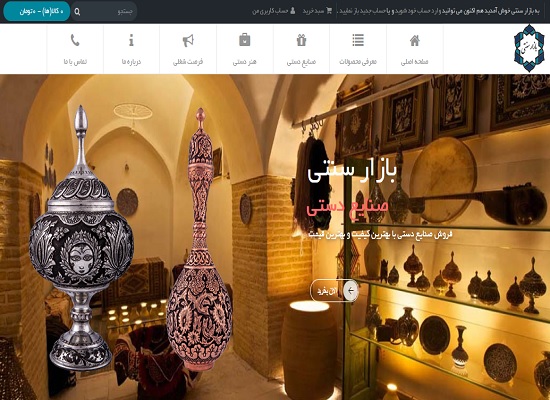 به بازار سنتی خوش آمدید هم اکنون می توانید وارد حساب خود شوید و یا حساب جدید باز نمایید.
سبد خرید
حساب کاربری من
جستجو
0 کالا(ها) - 0تومان
صفحه اصلی
معرفی محصولات
صنایع دستی
هنر دستی
فرصت شغلی
درباره ما
تماس با ما
بازار سنتی
صنایع دستی
فروش صنایع دستی با بهترین کیفیت و بهترین قیمت
الان بخرید